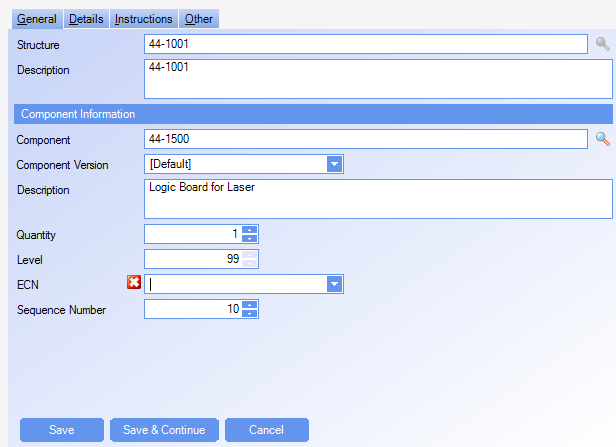 General Details Instructions Other
Structure 44-1001
Description 44-1001
Component Information
Component 44-1500
Component Version [Default]
Description Logic Board for Laser
Quantity 1
Level 99
ECN
Sequence Number 10
Save Save & Continue Cancel